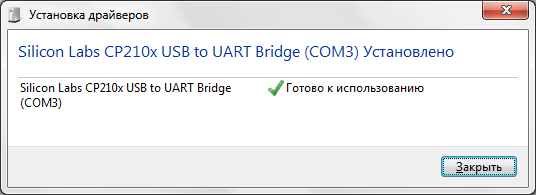 Установка драйверов
Silicon Labs CP210x USB to UART Bridge (COM3) Установлено
Silicon Labs CP210x USB to UART Bridge
(COM3)
Готово к использованию
Закрыть